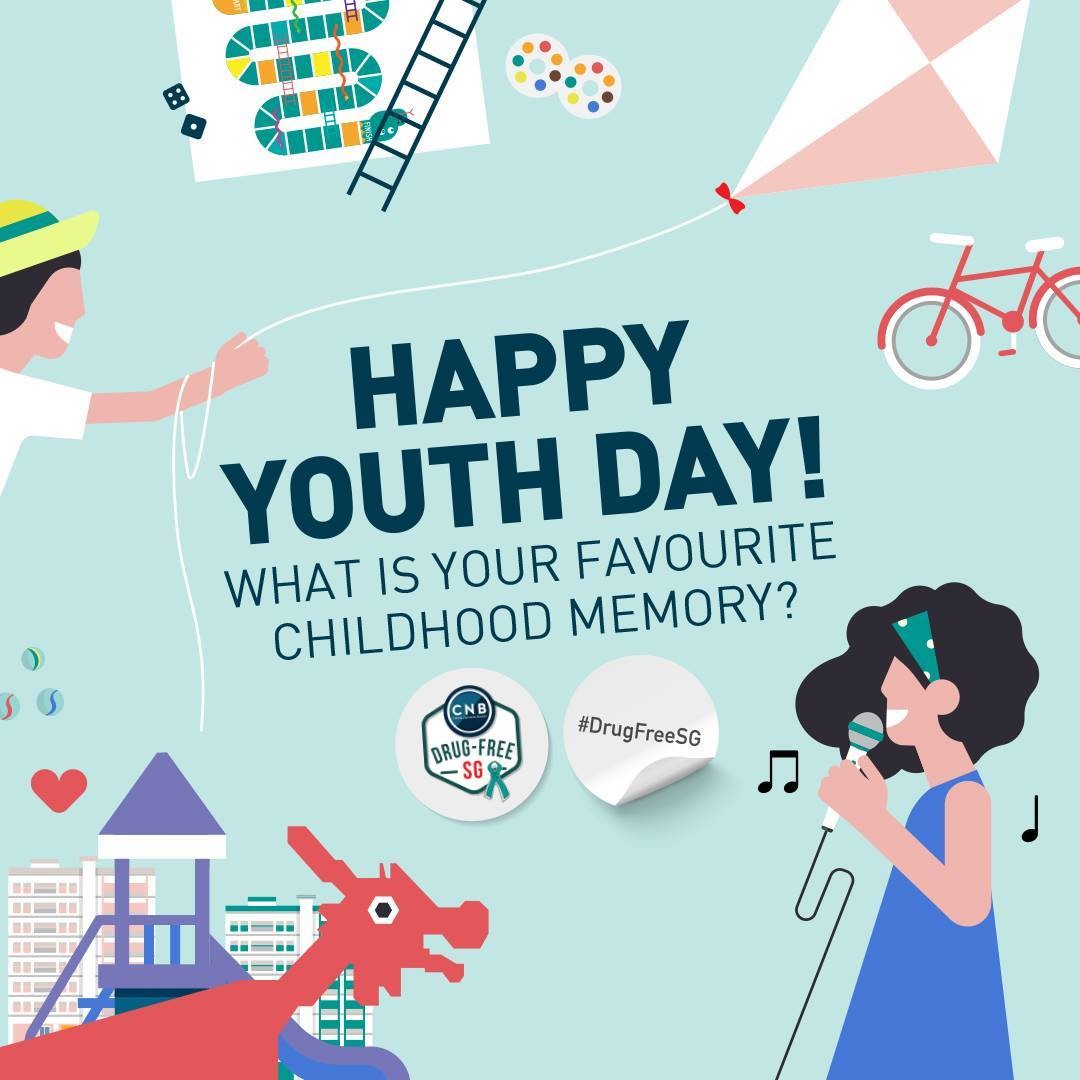 FINISH
HAPPY
YOUTH DAY!
WHAT IS YOUR FAVOURITE
CHILDHOOD MEMORY?
CNB
DRUG-FREE
SG
#DrugFreeSG